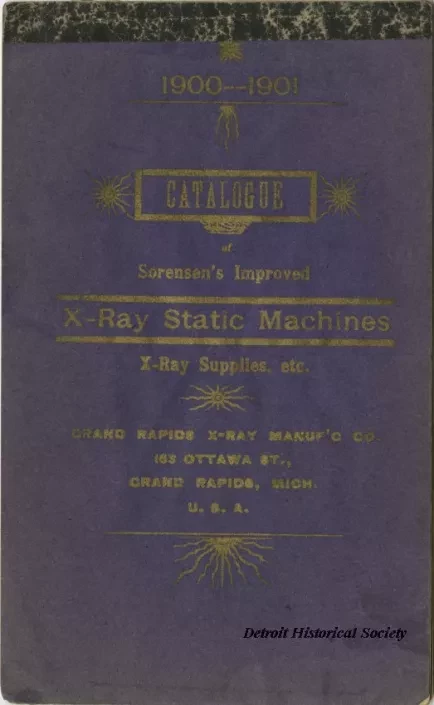 1900--1901
CATALOGUE
of
Sorensen's Improved
X-Ray Static Machines
X-Ray Supplies, etc.
GRAND RAPIDS X-RAY MANUF'G CO.
163 OTTAWA ST.,
GRAND RAPIDS, MICH.
U. S. A.
Detroit Historical Society